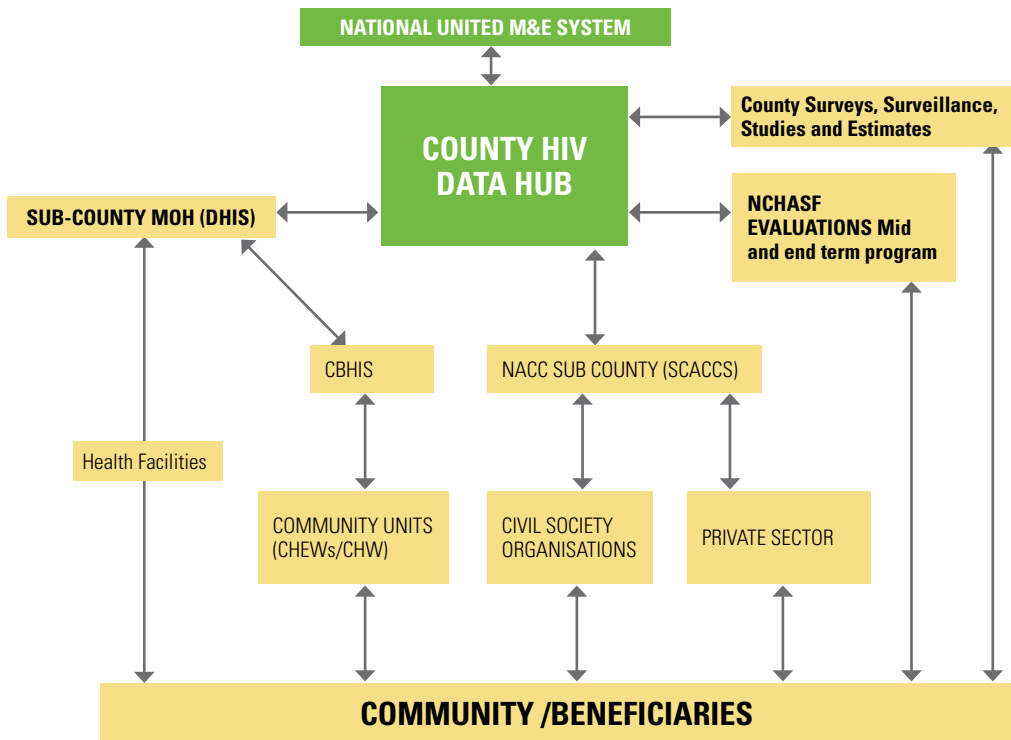 NATIONAL UNITED M&E SYSTEM
COUNTY HIV
DATA HUB
County Surveys, Surveillance,
Studies and Estimates
SUB-COUNTY MOH (DHIS)
NCHASF
EVALUATIONS Mid
and end term program
CBHIS
NACC SUB COUNTY (SCACCS)
Health Facilities
COMMUNITY UNITS
(CHEWs/CHW)
CIVIL SOCIETY
ORGANISATIONS
PRIVATE SECTOR
COMMUNITY /BENEFICIARIES